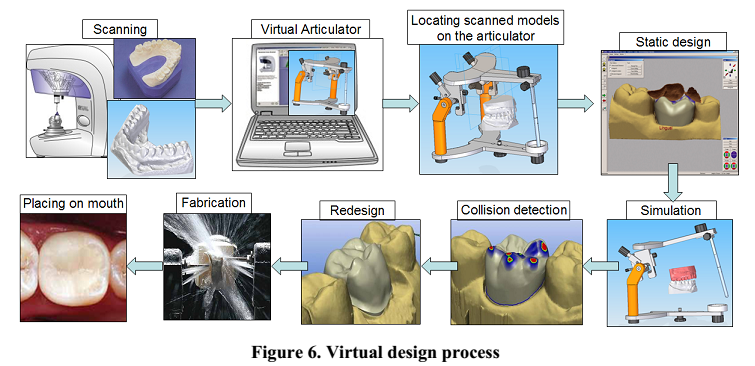 Scanning
Virtual Articulator
Locating scanned models
on the articulator
Static design
Lingual
Simulation
Collision detection
Redesign
Fabrication
Placing on mouth
Figure 6. Virtual design process